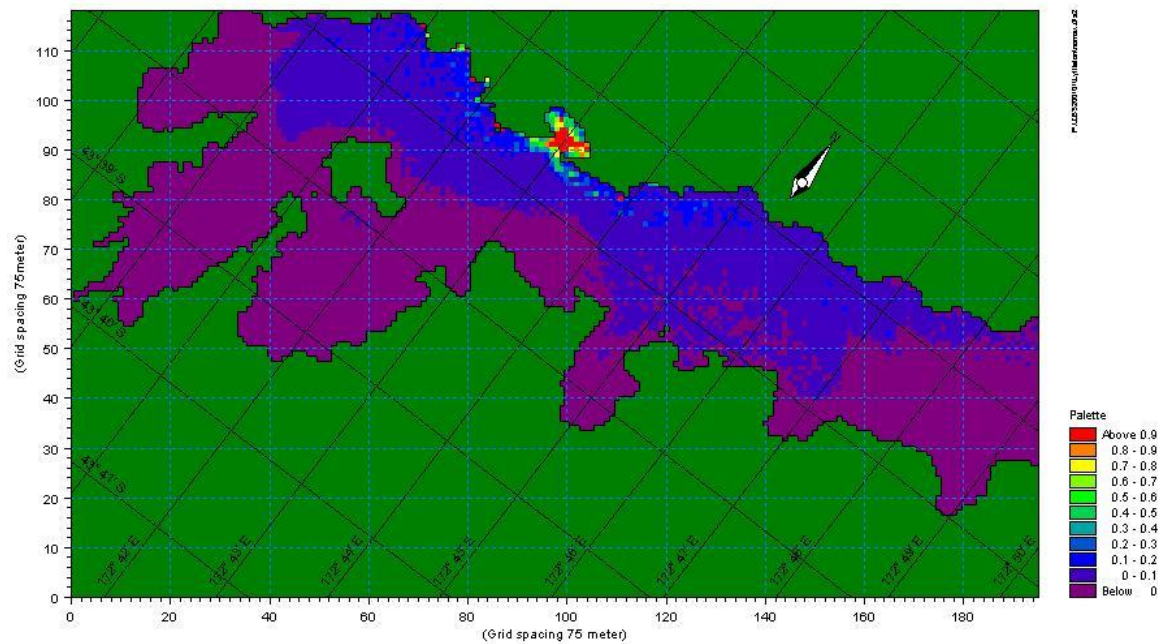 110
100
90
80
70
60
50
40
30
20
10
0
(Grid spacing 75 meter)
0 20 40 60 80 100 120 140 160 180
(Grid spacing 75 meter)
43°39' S
43°40' S
43°41' S
172° 42' E
172° 43' E
172° 44' E
172° 45' E
172° 46' E
172° 47' E
172° 48' E
172° 49' E
172° 50' E
N
Palette
Above 0.9
0.8 - 0.9
0.7 - 0.8
0.6 - 0.7
0.5 - 0.6
0.4 - 0.5
0.3 - 0.4
0.2 - 0.3
0.1 - 0.2
0 - 0.1
Below 0